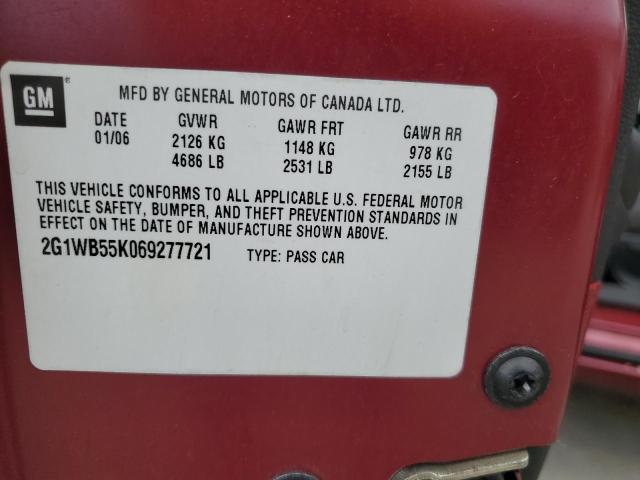 GM®
MFD BY GENERAL MOTORS OF CANADA LTD.
DATE GVWR GAWR FRT GAWR RR
01/06 2126 KG 1148 KG 978 KG
4686 LB 2531 LB 2155 LB
THIS VEHICLE CONFORMS TO ALL APPLICABLE U.S. FEDERAL MOTOR
VEHICLE SAFETY, BUMPER, AND THEFT PREVENTION STANDARDS IN
EFFECT ON THE DATE OF MANUFACTURE SHOWN ABOVE.
2G1WB55K069277721 TYPE: PASS CAR